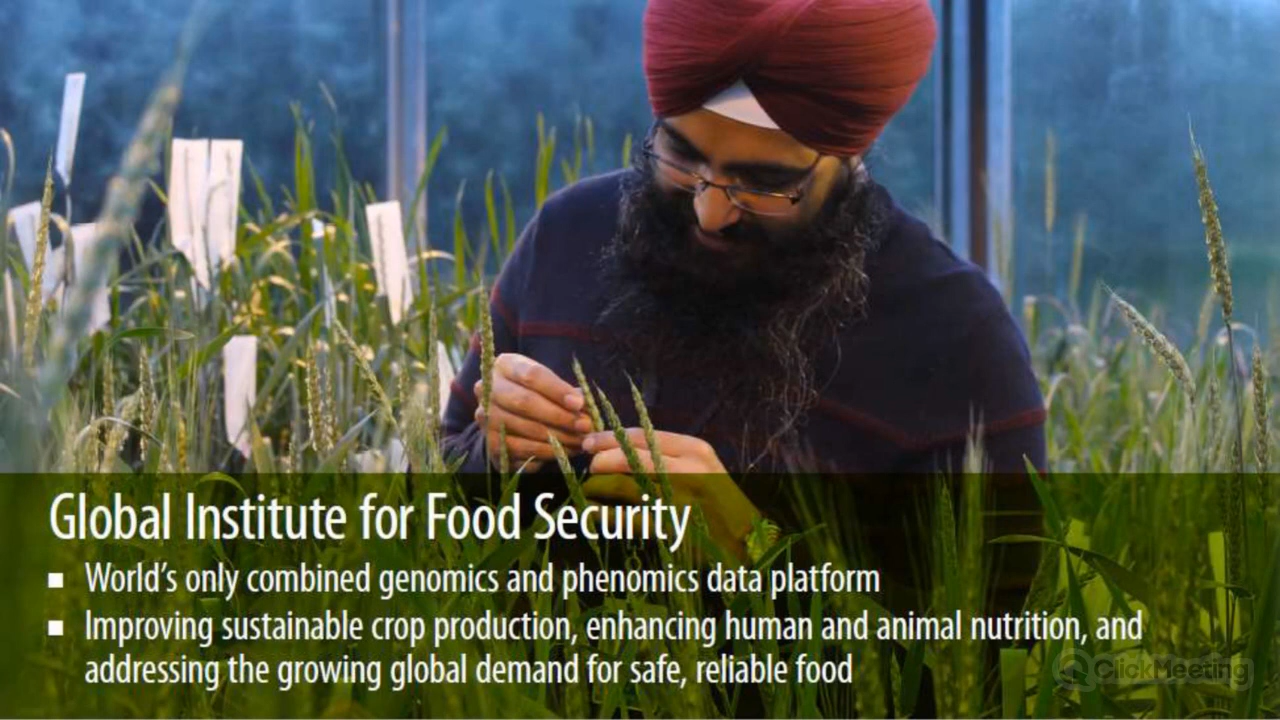 Global Institute for Food Security
▪ World's only combined genomics and phenomics data platform
▪ Improving sustainable crop production, enhancing human and animal nutrition, and
addressing the growing global demand for safe, reliable food
ClickMeeting